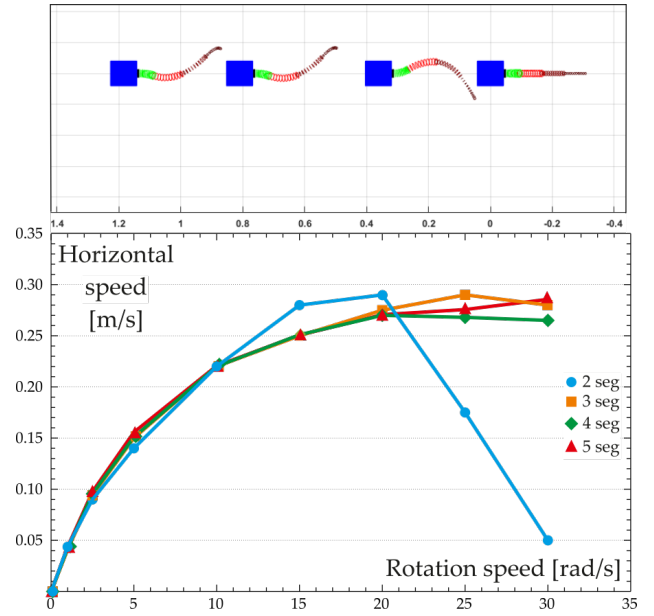 1.4 1.2 1 0.8 0.6 0.4 0.2 0 -0.2 -0.4
0.35
Horizontal
speed
[m/s]
0.30
0.25
0.20
0.15
0.10
0.05
2 seg
3 seg
4 seg
5 seg
Rotation speed [rad/s]
0 5 10 15 20 25 30 35